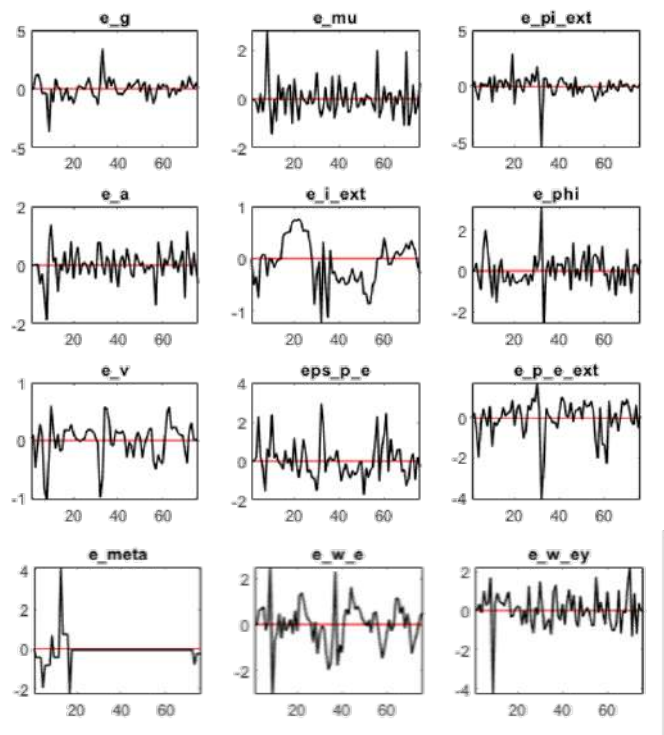 e_g e_mu e_pi_ext
5 2 5
0 0 0
-5 -2 -5
20 40 60 20 40 60 20 40 60
e_a e_i_ext e_phi
2 1 2
0 0 0
-2 -1 -2
20 40 60 20 40 60 20 40 60
e_v eps_p_e e_p_e_ext
1 4 0
0 2 -2
-1 0 -4
-2
20 40 60 20 40 60 20 40 60
e_meta e_w_e e_w_ey
4 2 2
2 0 0
0 -2 -2
-2 -4
20 40 60 20 40 60 20 40 60